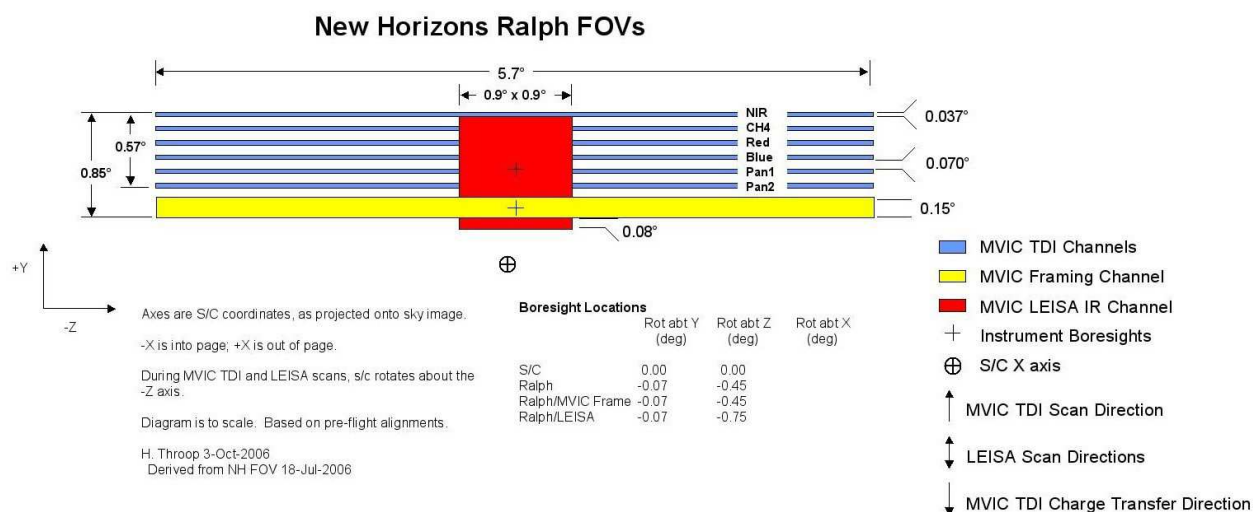 New Horizons Ralph FOVs
5.7°
0.9° x 0.9°
NIR
CH4
Red
Blue
Pan1
Pan2
0.037°
0.070°
0.15°
0.57°
0.85°
0.08°
+Y
-Z
Axes are S/C coordinates, as projected onto sky image.
-X is into page; +X is out of page.
During MVIC TDI and LEISA scans, s/c rotates about the
-Z axis.
Diagram is to scale. Based on pre-flight alignments.
H. Throop 3-Oct-2006
Derived from NH FOV 18-Jul-2006
Boresight Locations
Rot abt Y Rot abt Z Rot abt X
(deg) (deg) (deg)
S/C 0.00 0.00
Ralph -0.07 -0.45
Ralph/MVIC Frame -0.07 -0.45
Ralph/LEISA -0.07 -0.75
MVIC TDI Channels
MVIC Framing Channel
MVIC LEISA IR Channel
Instrument Boresights
S/C X axis
MVIC TDI Scan Direction
LEISA Scan Directions
MVIC TDI Charge Transfer Direction